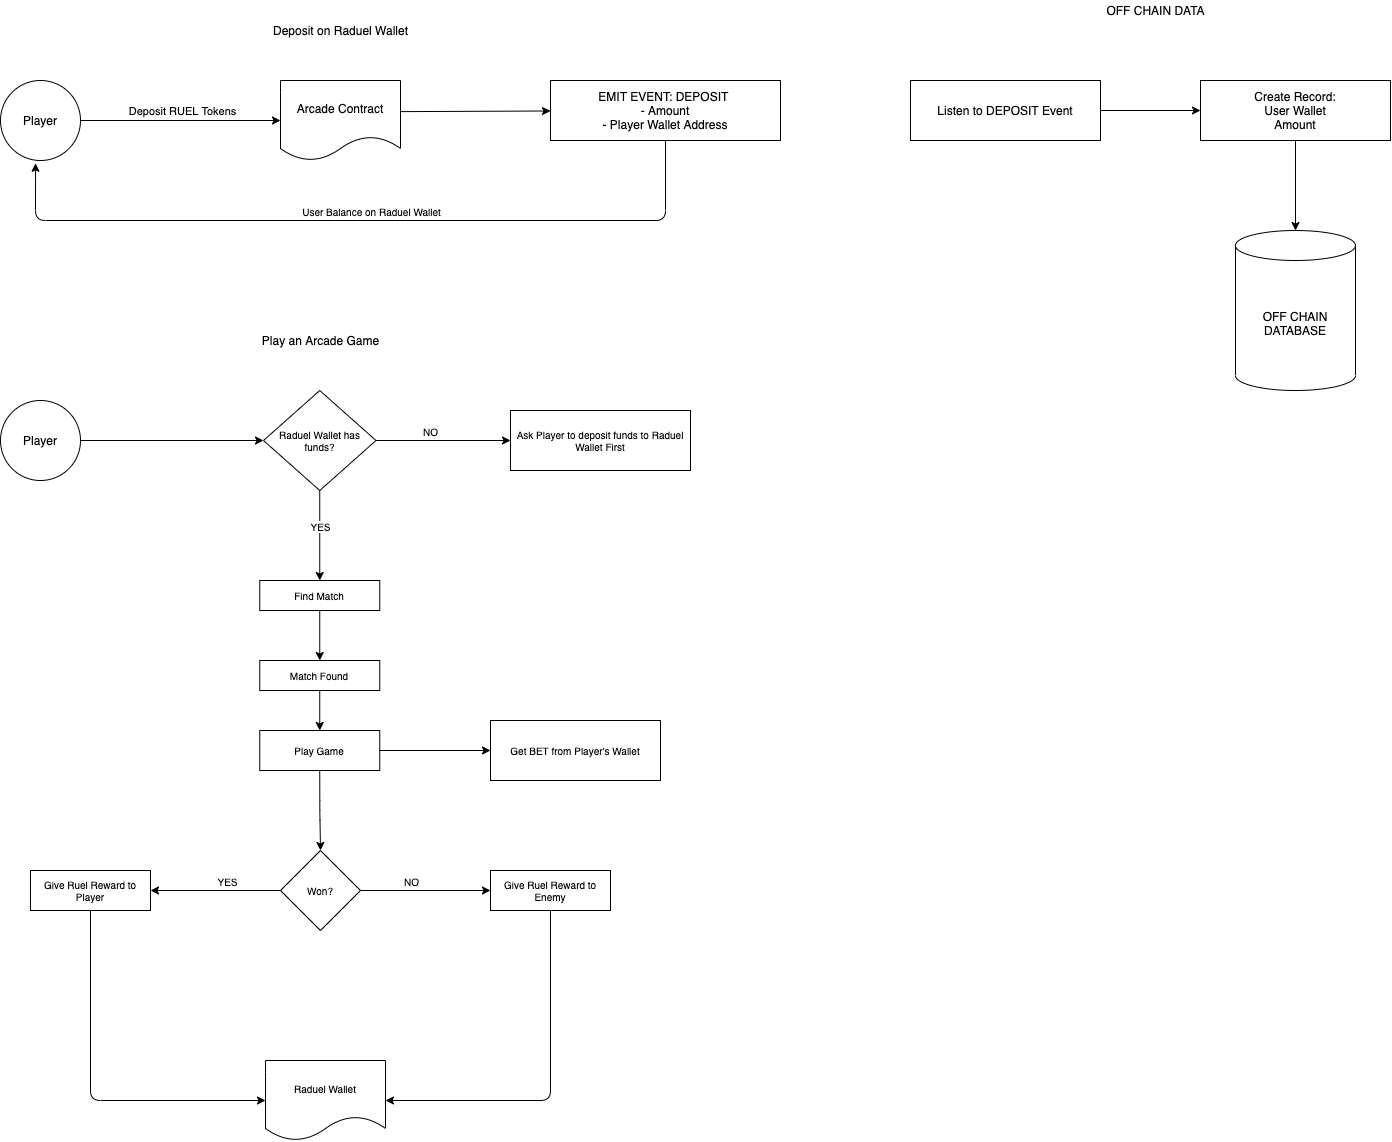 OFF CHAIN DATA
Deposit on Raduel Wallet
Player
Deposit RUEL Tokens
Arcade Contract
EMIT EVENT: DEPOSIT
- Amount
- Player Wallet Address
Listen to DEPOSIT Event
Create Record:
User Wallet
Amount
User Balance on Raduel Wallet
OFF CHAIN
DATABASE
Play an Arcade Game
Player
Raduel Wallet has
funds?
NO
Ask Player to deposit funds to Raduel
Wallet First
YES
Find Match
Match Found
Play Game
Get BET from Player's Wallet
Give Ruel Reward to
Player
YES
Won?
NO
Give Ruel Reward to
Enemy
Raduel Wallet